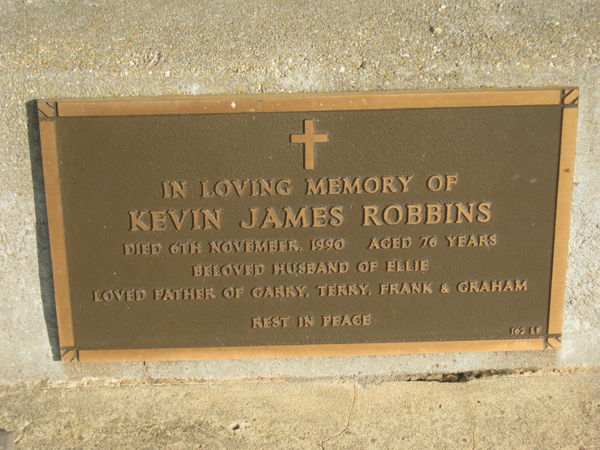 IN LOVING MEMORY OF
KEVIN JAMES ROBBINS
DIED 6TH NOVEMBER, 1990 AGED 76 YEARS
BELOVED HUSBAND OF ELLIE
LOVED FATHER OF GARRY, TERRY, FRANK & GRAHAM
REST IN PEACE
162 LE